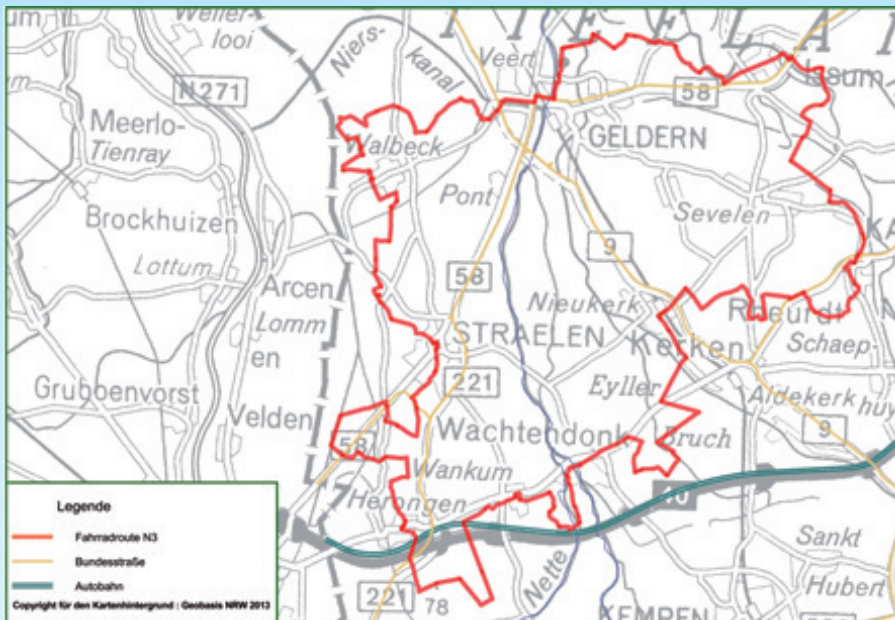 Weller-
looi
N271
Meerlo-
Tienray
Brockhuizen
Lottum
Arcen
Lomm
en
Grubbenvorst
Velden
Niers-
kanal
Veert
58
Issum
Walbeck
GELDERN
Pont
Sevelen
9
58
Nieukerk
STRAELEN
Kerken
Rheurdt
Schaep-
221
Eyller
Aldekerk
Wachtendonk
Bruch
9
58
Wankum
Herongen
40
Sankt
Hubert
Nette
221
78
KEMPEN
Legende
Fahrradroute N3
Bundesstraße
Autobahn
Copyright für den Kartenhintergrund : Geobasis NRW 2013